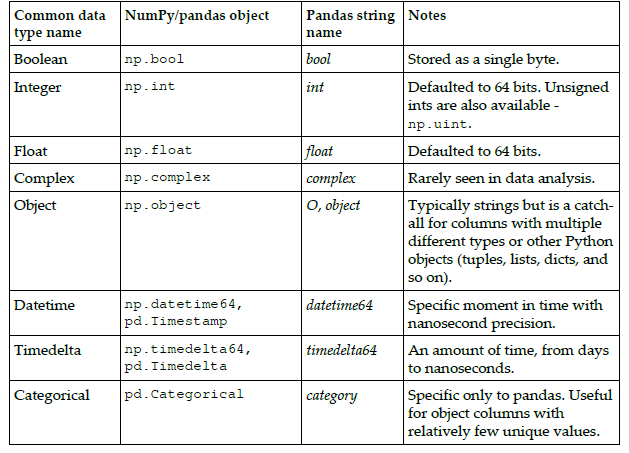 Common data NumPy/pandas object Pandas string Notes
type name name
Boolean np.bool bool Stored as a single byte.
Integer np.int int Defaulted to 64 bits. Unsigned
ints are also available -
np.uint.
Float np.float float Defaulted to 64 bits.
Complex np.complex complex Rarely seen in data analysis.
Object np.object O, object Typically strings but is a catch-
all for columns with multiple
different types or other Python
objects (tuples, lists, dicts, and
so on).
Datetime np.datetime64, datetime64 Specific moment in time with
pd.Timestamp nanosecond precision.
Timedelta np.timedelta64, timedelta64 An amount of time, from days
pd.Timedelta to nanoseconds.
Categorical pd.Categorical category Specific only to pandas. Useful
for object columns with
relatively few unique values.